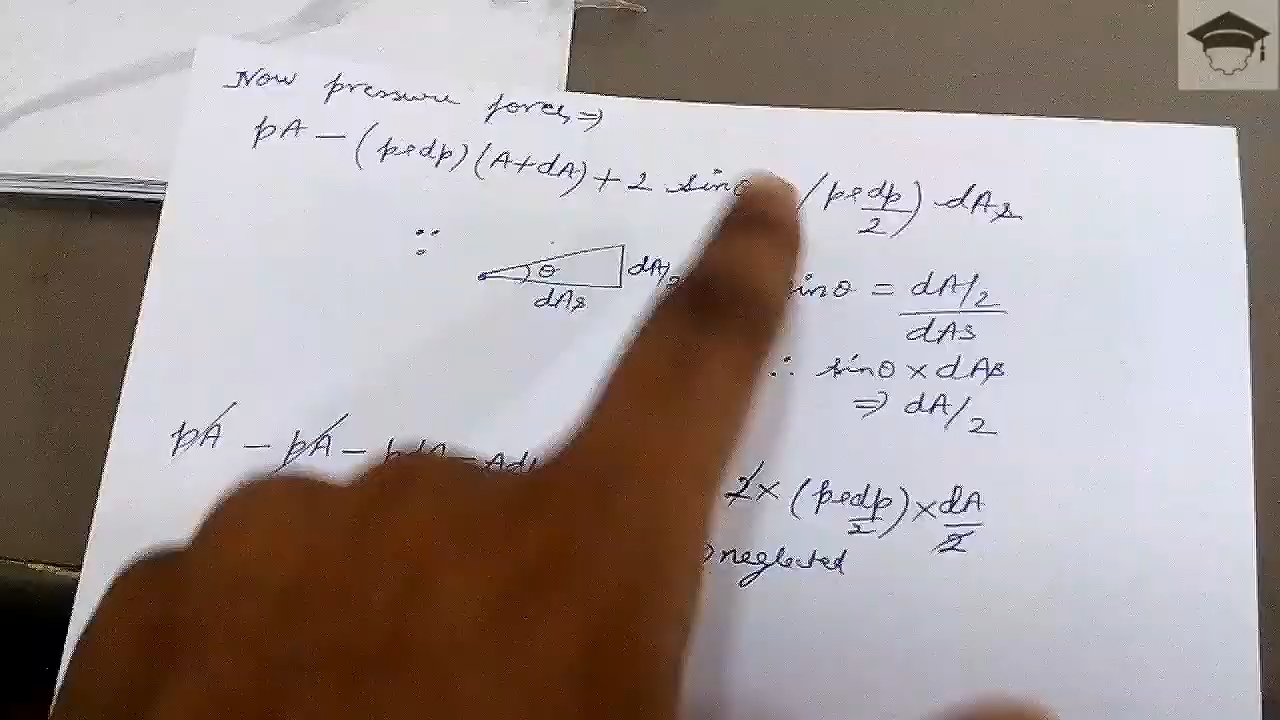 Now pressure force, ⇒
pA − (p+dp)(A+dA) + 2 sinθ (p+dp/2) dAs
∵ θ dA/2 sinθ = dA/2 / dAs
dAs
∴ sinθ × dAs
⇒ dA/2
pA − pA − pdA − 2 × (p+dp/2) × dA/2
neglected